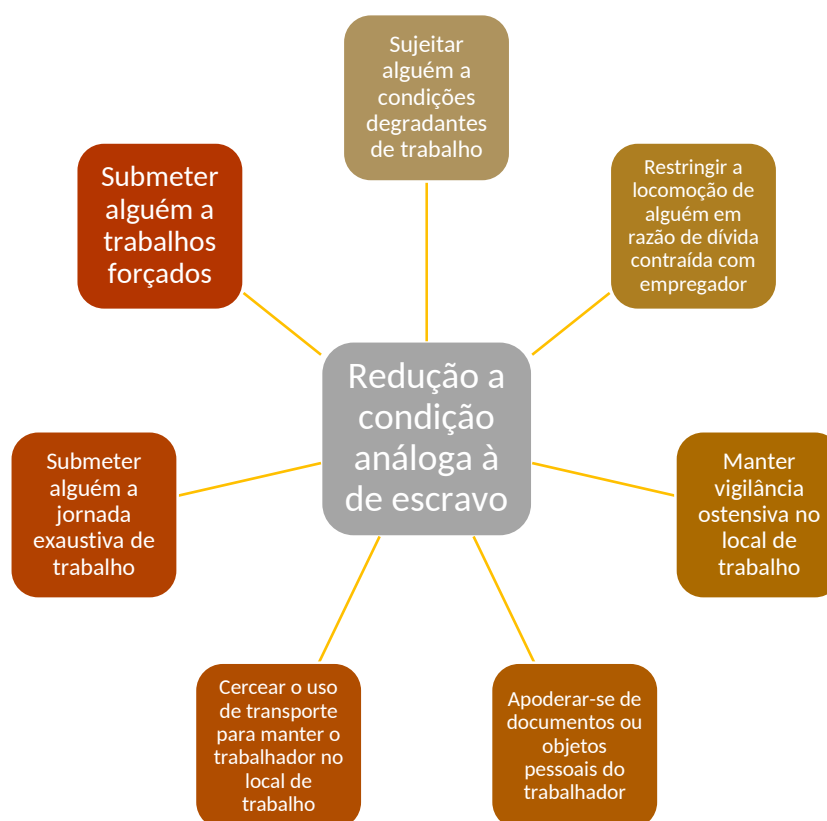 Sujeitar
alguém a
condições
degradantes
de trabalho
Restringir a
locomoção de
alguém em
razão de dívida
contraída com
empregador
Manter
vigilância
ostensiva no
local de
trabalho
Apoderar-se de
documentos ou
objetos
pessoais do
trabalhador
Cercear o uso
de transporte
para manter o
trabalhador no
local de
trabalho
Submeter
alguém a
jornada
exaustiva de
trabalho
Submeter
alguém a
trabalhos
forçados
Redução a
condição
análoga à
de escravo